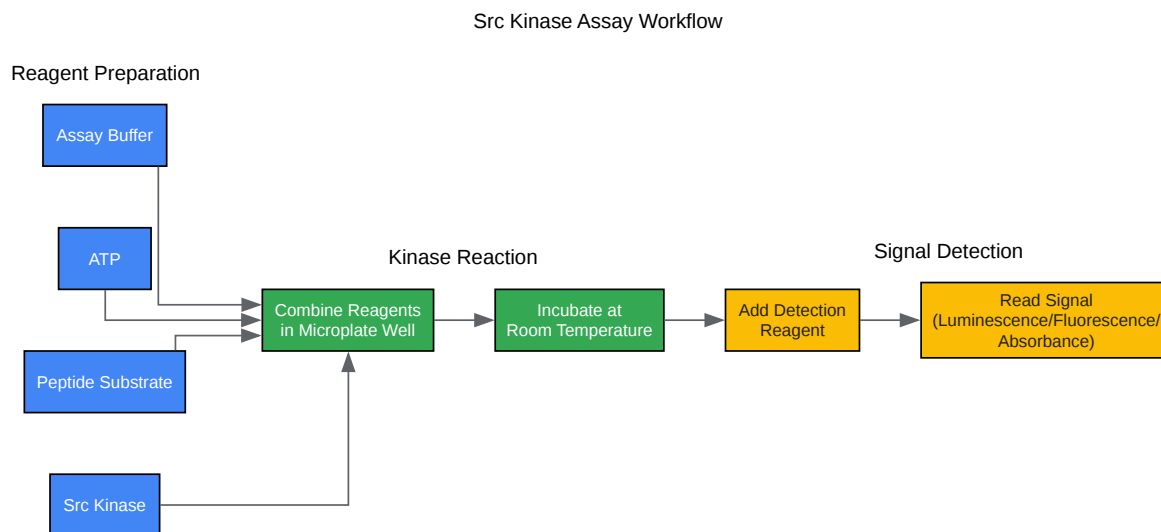 Src Kinase Assay Workflow
Reagent Preparation
Assay Buffer
ATP
Peptide Substrate
Src Kinase
Kinase Reaction
Combine Reagents
in Microplate Well
Incubate at
Room Temperature
Signal Detection
Add Detection
Reagent
Read Signal
(Luminescence/Fluorescence/
Absorbance)